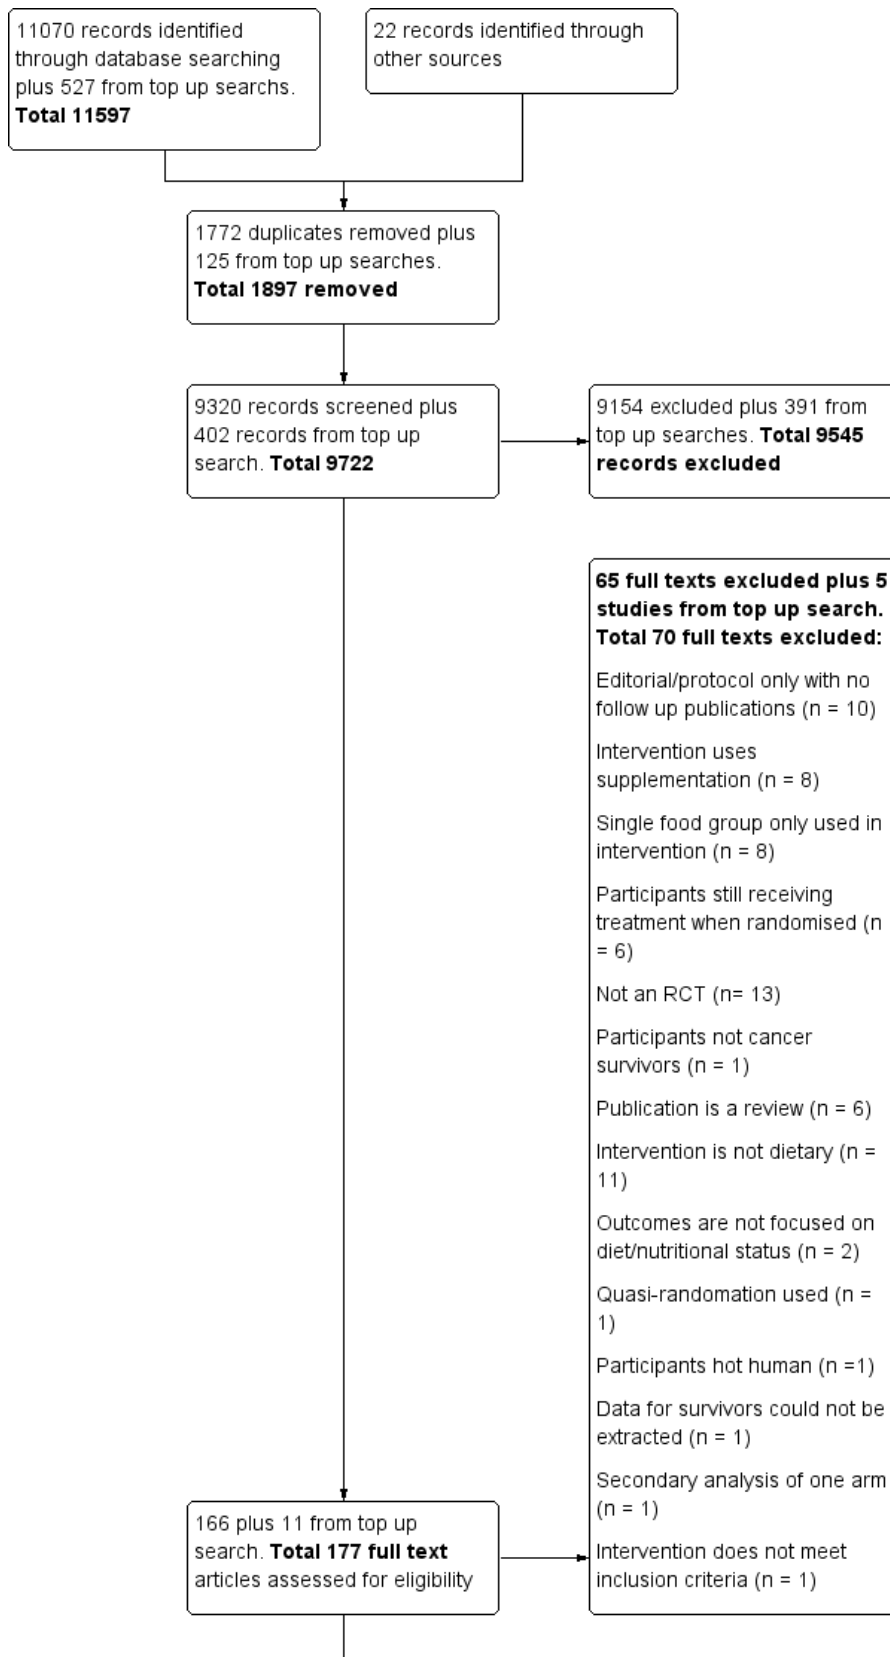 11070 records identified
through database searching
plus 527 from top up searchs.
Total 11597
22 records identified through
other sources
1772 duplicates removed plus
125 from top up searches.
Total 1897 removed
9320 records screened plus
402 records from top up
search. Total 9722
9154 excluded plus 391 from
top up searches. Total 9545
records excluded
65 full texts excluded plus 5
studies from top up search.
Total 70 full texts excluded:
Editorial/protocol only with no
follow up publications (n = 10)
Intervention uses
supplementation (n = 8)
Single food group only used in
intervention (n = 8)
Participants still receiving
treatment when randomised (n
= 6)
Not an RCT (n= 13)
Participants not cancer
survivors (n = 1)
Publication is a review (n = 6)
Intervention is not dietary (n =
11)
Outcomes are not focused on
diet/nutritional status (n = 2)
Quasi-randomation used (n =
1)
Participants hot human (n =1)
Data for survivors could not be
extracted (n = 1)
Secondary analysis of one arm
(n = 1)
Intervention does not meet
inclusion criteria (n = 1)
166 plus 11 from top up
search. Total 177 full text
articles assessed for eligibility